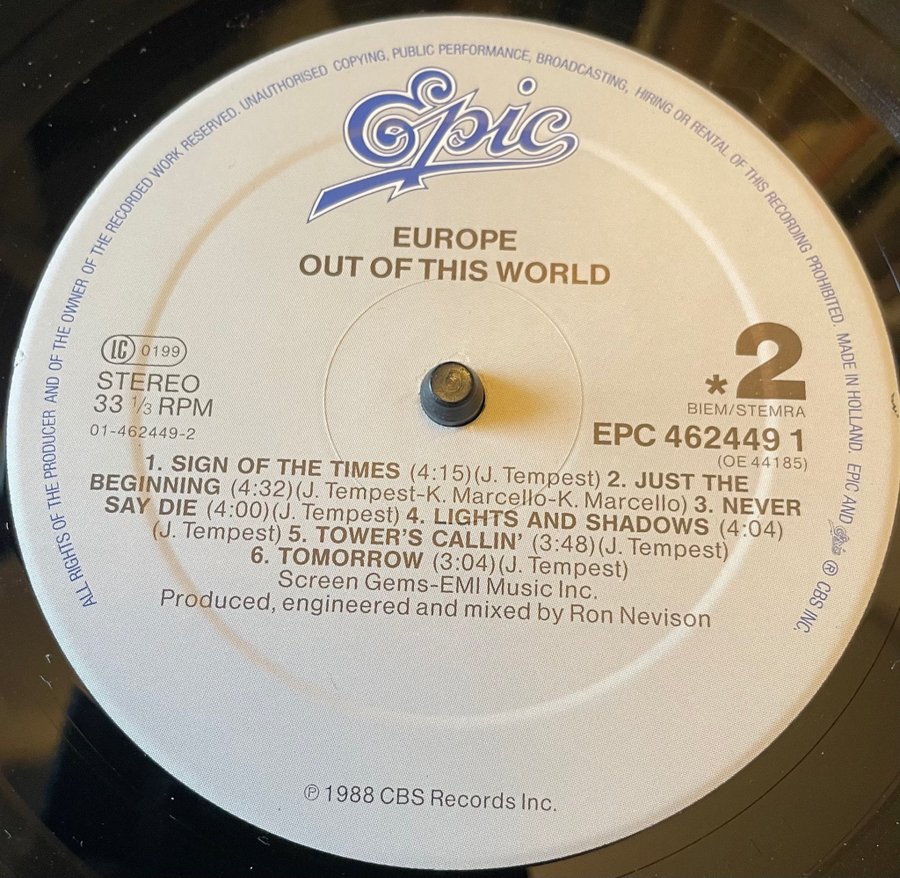 ALL RIGHTS OF THE PRODUCER AND OF THE OWNER OF THE RECORDED WORK RESERVED. UNAUTHORISED COPYING, PUBLIC PERFORMANCE, BROADCASTING, HIRING OR RENTAL OF THIS RECORDING PROHIBITED. MADE IN HOLLAND. EPIC AND Epic ® CBS INC.
Epic
EUROPE
OUT OF THIS WORLD
LC 0199
STEREO
33 1/3 RPM
01-462449-2
*2
BIEM/STEMRA
EPC 462449 1
(OE 44185)
1. SIGN OF THE TIMES (4:15)(J. Tempest) 2. JUST THE
BEGINNING (4:32)(J. Tempest-K. Marcello-K. Marcello) 3. NEVER
SAY DIE (4:00)(J. Tempest) 4. LIGHTS AND SHADOWS (4:04)
(J. Tempest) 5. TOWER'S CALLIN' (3:48)(J. Tempest)
6. TOMORROW (3:04)(J. Tempest)
Screen Gems-EMI Music Inc.
Produced, engineered and mixed by Ron Nevison
℗ 1988 CBS Records Inc.